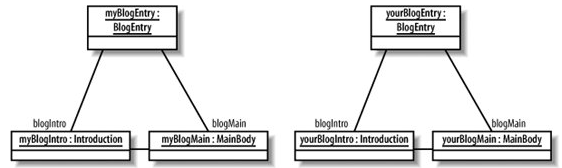 myBlogEntry :
BlogEntry
blogIntro
blogMain
myBlogIntro : Introduction
myBlogMain : MainBody
yourBlogEntry :
BlogEntry
blogIntro
blogMain
yourBlogIntro : Introduction
yourBlogMain : MainBody